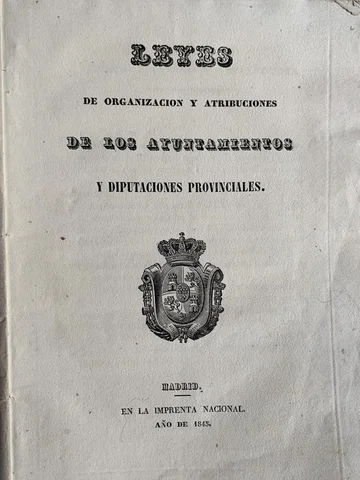 LEYES
DE ORGANIZACION Y ATRIBUCIONES
DE LOS AYUNTAMIENTOS
Y DIPUTACIONES PROVINCIALES.
MADRID.
EN LA IMPRENTA NACIONAL.
AÑO DE 1845.